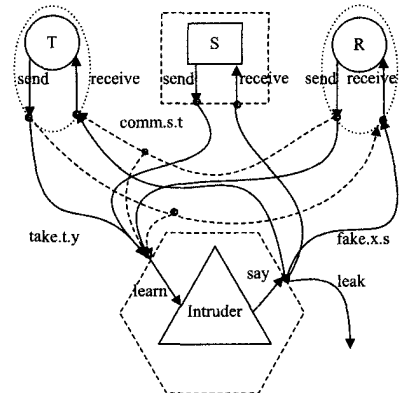 T
S
R
send
receive
send
receive
send
receive
comm.s.t
take.t.y
fake.x.s
say
learn
leak
Intruder